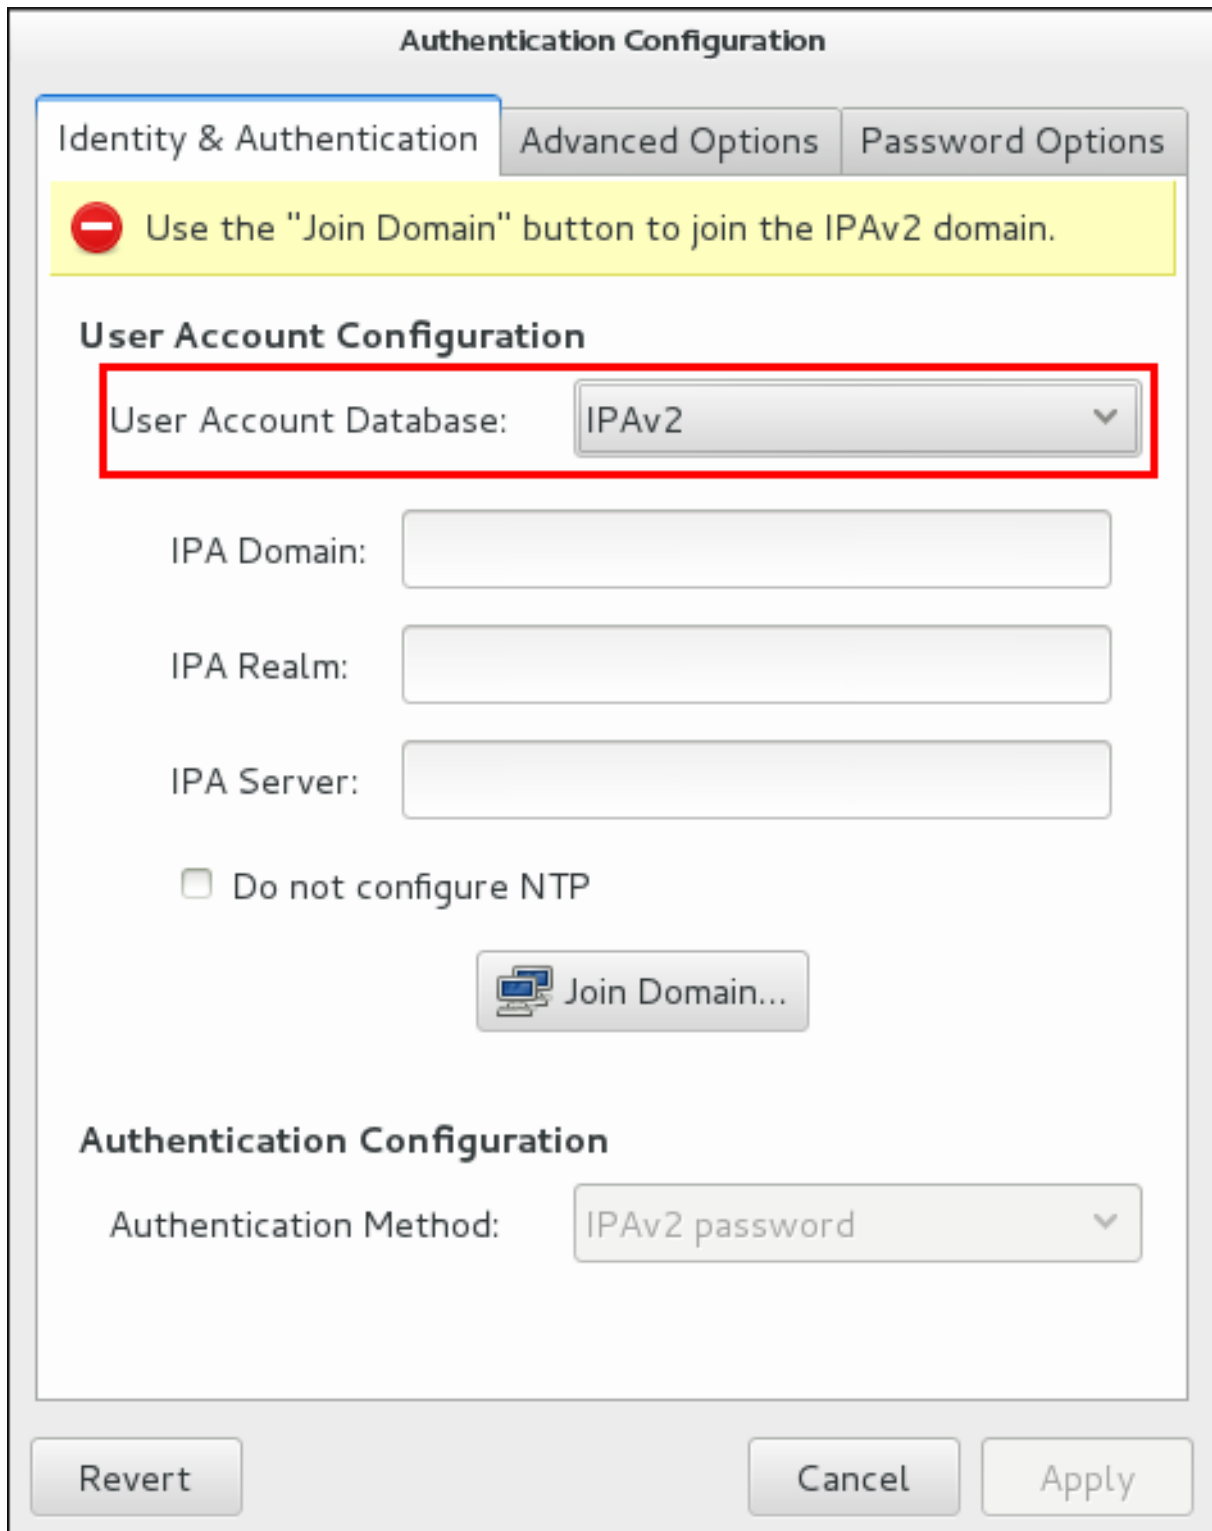 Authentication Configuration
Identity & Authentication
Advanced Options
Password Options
Use the "Join Domain" button to join the IPAv2 domain.
User Account Configuration
User Account Database: IPAv2
IPA Domain:
IPA Realm:
IPA Server:
Do not configure NTP
Join Domain...
Authentication Configuration
Authentication Method: IPAv2 password
Revert
Cancel
Apply